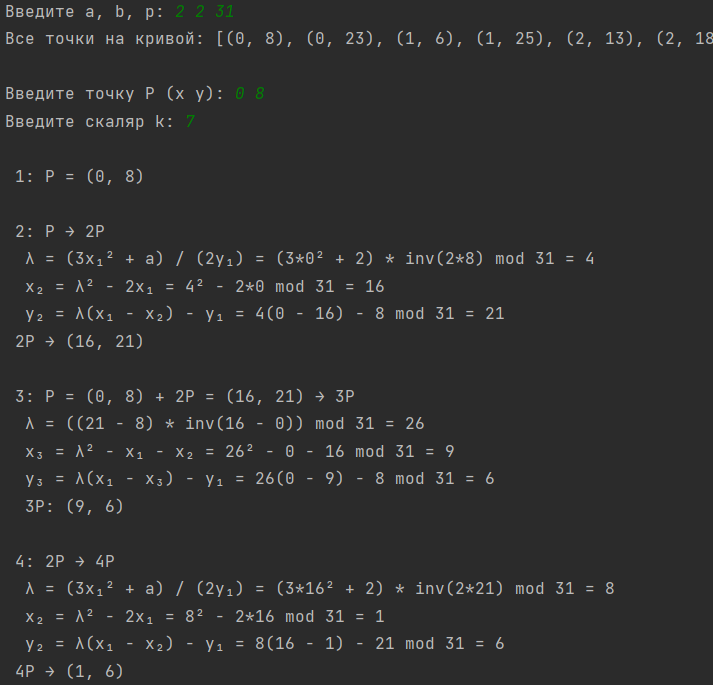 Введите a, b, p: 2 2 31
Все точки на кривой: [(0, 8), (0, 23), (1, 6), (1, 25), (2, 13), (2, 18
Введите точку P (x y): 0 8
Введите скаляр k: 7
1: P = (0, 8)
2: P → 2P
λ = (3x₁² + a) / (2y₁) = (3*0² + 2) * inv(2*8) mod 31 = 4
x₂ = λ² - 2x₁ = 4² - 2*0 mod 31 = 16
y₂ = λ(x₁ - x₂) - y₁ = 4(0 - 16) - 8 mod 31 = 21
2P → (16, 21)
3: P = (0, 8) + 2P = (16, 21) → 3P
λ = ((21 - 8) * inv(16 - 0)) mod 31 = 26
x₃ = λ² - x₁ - x₂ = 26² - 0 - 16 mod 31 = 9
y₃ = λ(x₁ - x₃) - y₁ = 26(0 - 9) - 8 mod 31 = 6
3P: (9, 6)
4: 2P → 4P
λ = (3x₁² + a) / (2y₁) = (3*16² + 2) * inv(2*21) mod 31 = 8
x₂ = λ² - 2x₁ = 8² - 2*16 mod 31 = 1
y₂ = λ(x₁ - x₂) - y₁ = 8(16 - 1) - 21 mod 31 = 6
4P → (1, 6)